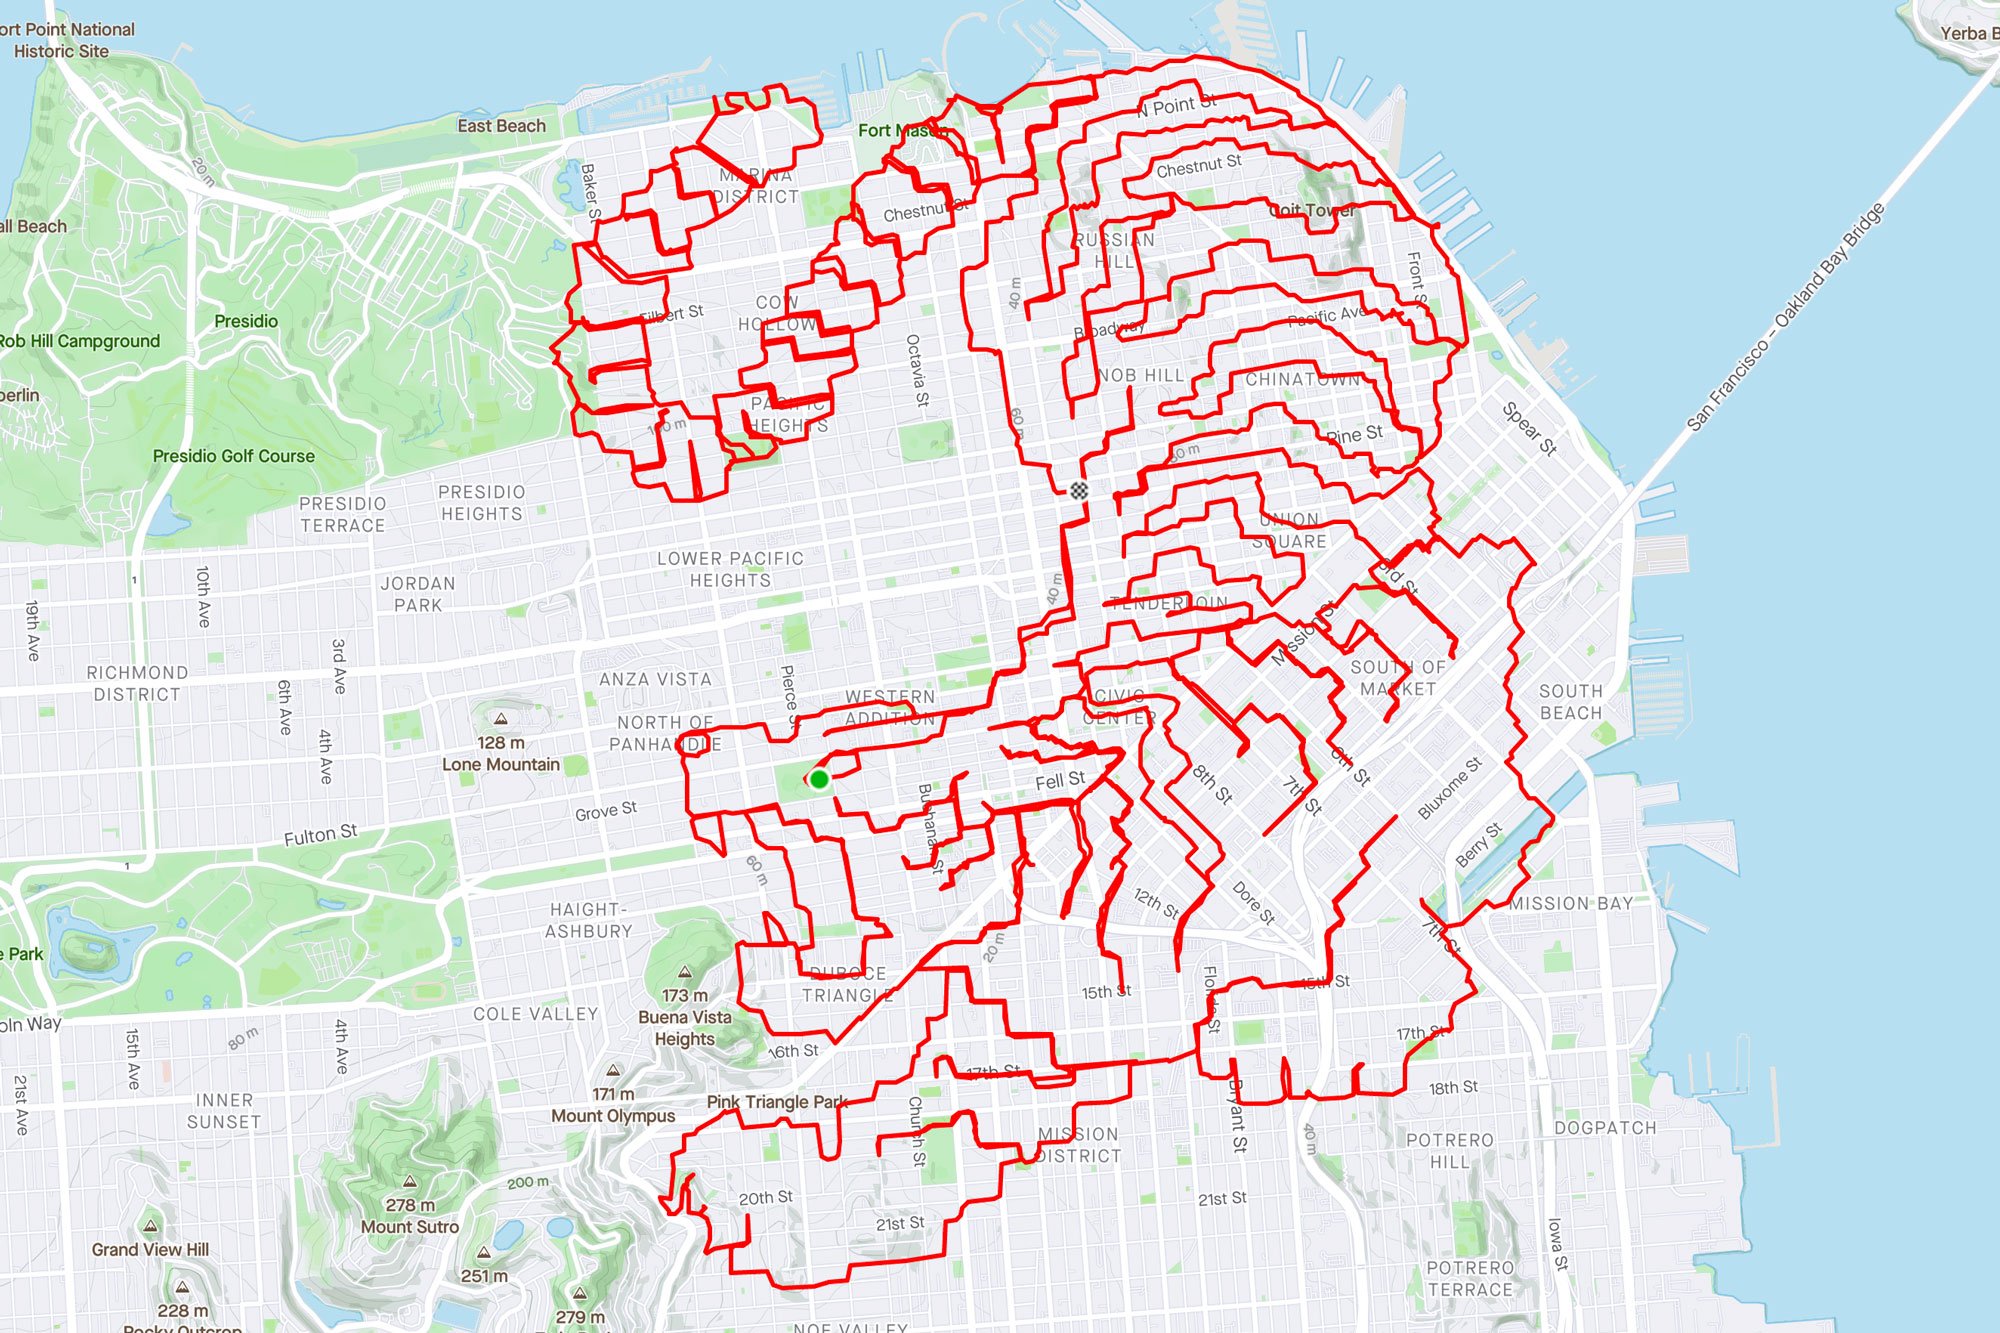 ort Point National
Historic Site
Yerba B
East Beach
Fort Mason
N Point St
20 m
Baker St
MARINA
DISTRICT
Chestnut St
Chestnut St
Coit Tower
all Beach
RUSSIAN
HILL
San Francisco – Oakland Bay Bridge
Front St
40 m
COW
HOLLOW
Filbert St
Presidio
Pacific Ave
Broadway
Rob Hill Campground
Octavia St
NOB HILL
CHINATOWN
berlin
PACIFIC
HEIGHTS
100 m
60 m
Spear St
Pine St
Presidio Golf Course
PRESIDIO
HEIGHTS
PRESIDIO
TERRACE
UNION
SQUARE
LOWER PACIFIC
HEIGHTS
1
JORDAN
PARK
10th Ave
40 m
3rd St
TENDERLOIN
19th Ave
Mission St
3rd Ave
RICHMOND
DISTRICT
6th Ave
ANZA VISTA
Pierce St
WESTERN
ADDITION
CIVIC
CENTER
SOUTH OF
MARKET
SOUTH
BEACH
128 m
Lone Mountain
NORTH OF
PANHANDLE
4th Ave
6th St
Fell St
8th St
7th St
Bluxome St
Grove St
Buchanan St
Fulton St
Berry St
1
60 m
HAIGHT-
ASHBURY
12th St
Dore St
MISSION BAY
e Park
20 m
7th St
DUBOCE
TRIANGLE
173 m
Buena Vista
Heights
15th St
Florida St
15th St
COLE VALLEY
oln Way
15th Ave
80 m
4th Ave
16th St
17th St
17th St
21st Ave
INNER
SUNSET
171 m
Mount Olympus
Pink Triangle Park
Church St
Bryant St
18th St
MISSION
DISTRICT
40 m
POTRERO
HILL
DOGPATCH
278 m
Mount Sutro
200 m
20th St
21st St
21st St
Grand View Hill
251 m
Iowa St
POTRERO
TERRACE
228 m
Rocky Outcrop
279 m
NOE VALLEY